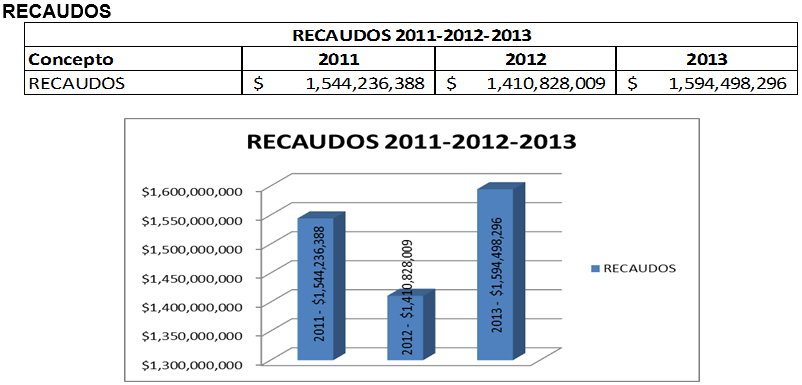 RECAUDOS
RECAUDOS 2011-2012-2013
Concepto 2011 2012 2013
RECAUDOS $ 1,544,236,388 $ 1,410,828,009 $ 1,594,498,296
RECAUDOS 2011-2012-2013
$1,600,000,000
$1,550,000,000
$1,500,000,000
$1,450,000,000
$1,400,000,000
$1,350,000,000
$1,300,000,000
2011 - $1,544,236,388
2012 - $1,410,828,009
2013 - $1,594,498,296
RECAUDOS